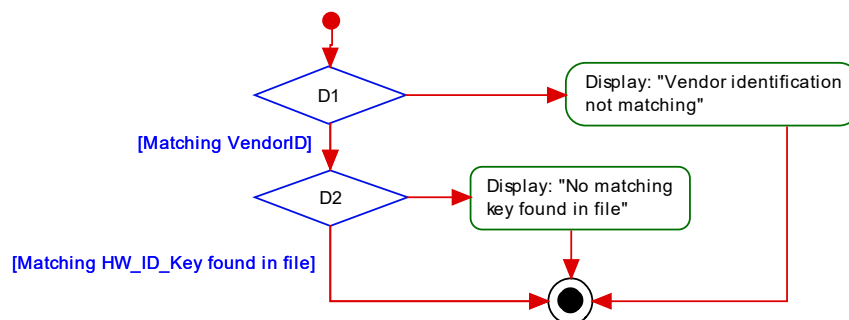 D1
Display: "Vendor identification
not matching"
[Matching VendorID]
D2
Display: "No matching
key found in file"
[Matching HW_ID_Key found in file]